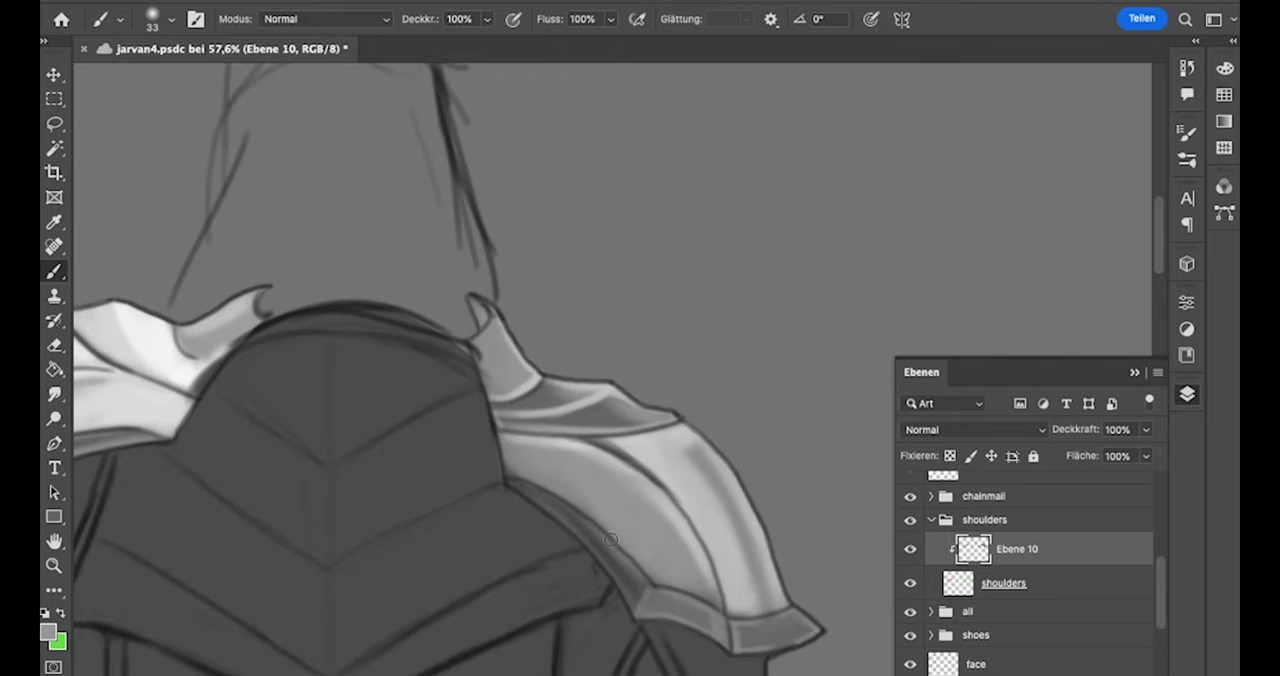 33 Modus: Normal Deckkr.: 100% Fluss: 100% Glättung: 0° Teilen
× jarvan4.psdc bei 57,6% (Ebene 10, RGB/8) *
Ebenen
Art
Normal Deckkraft: 100%
Fixieren: Fläche: 100%
chainmail
shoulders
Ebene 10
shoulders
all
shoes
face